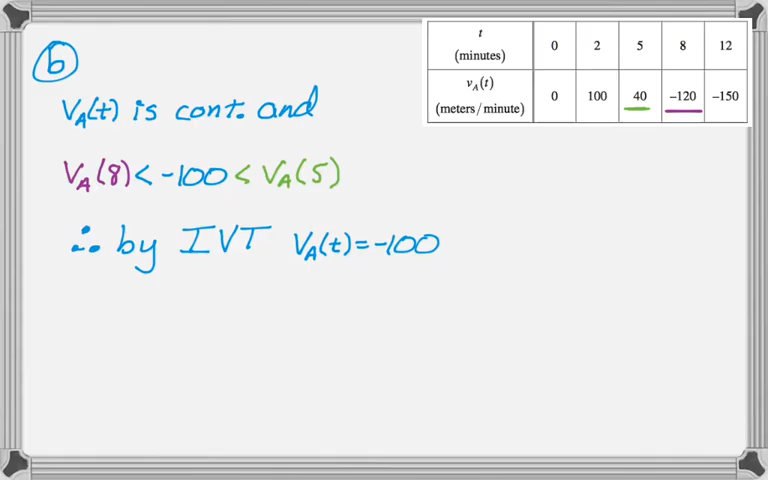 b
V_A(t) is cont. and
V_A(8) < -100 < V_A(5)
∴ by IVT V_A(t) = -100
t (minutes) 0 2 5 8 12
v_A(t) (meters/minute) 0 100 40 −120 −150